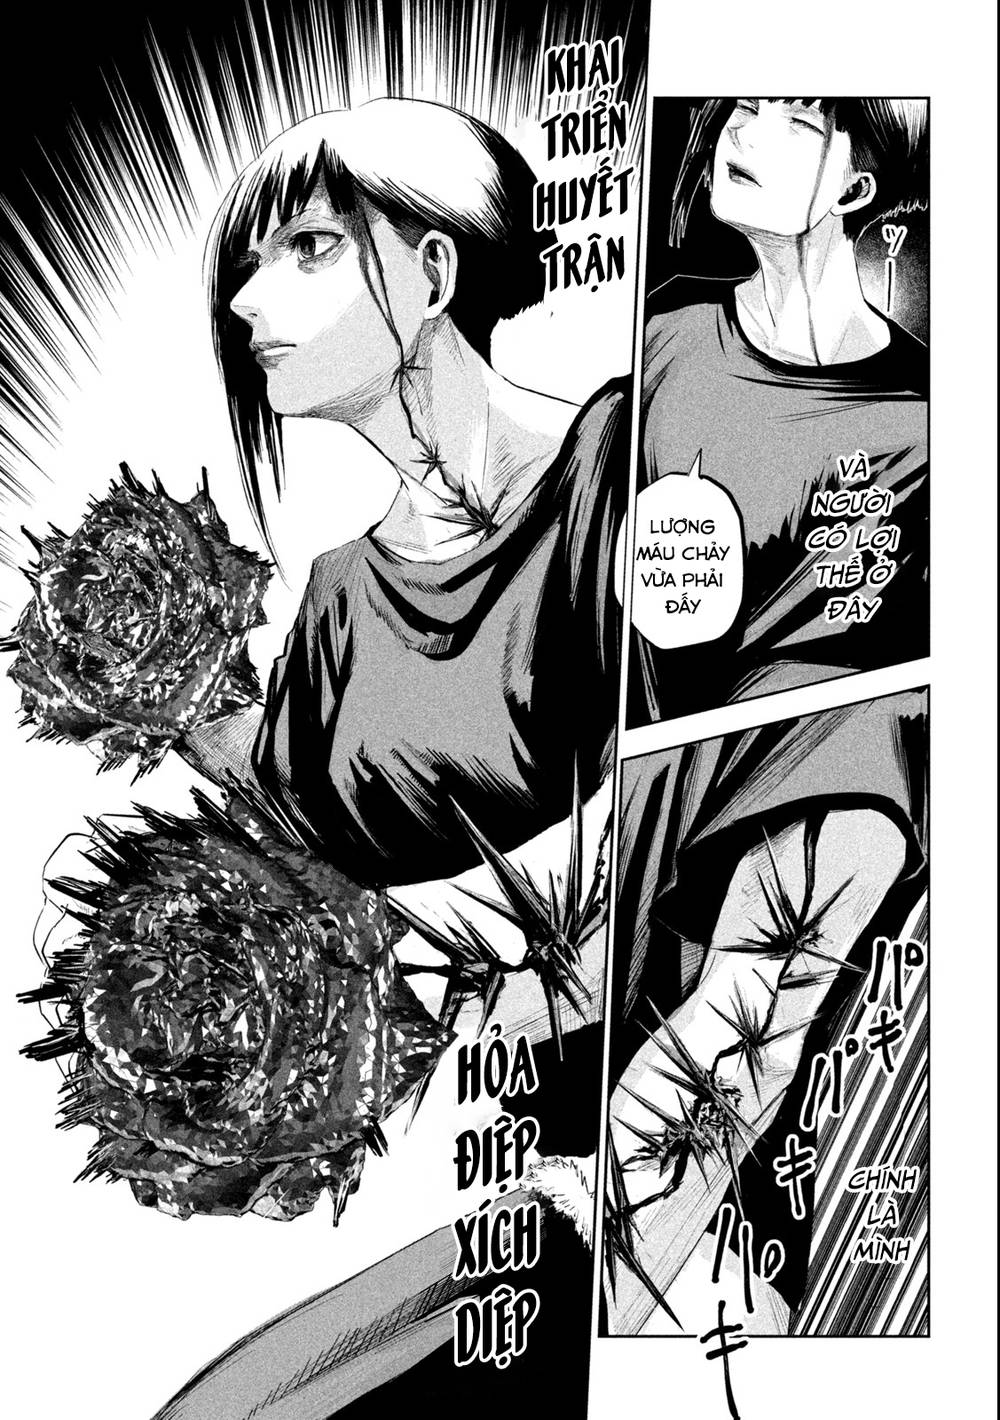 ッ
VÀ
NGƯỜI
CÓ LỢI
THẾ Ở
ĐÂY
LƯỢNG
MÁU CHẢY
VỪA PHẢI
ĐẤY
パキ
パキ
パキ
CHÍNH
LÀ
MÌNH
KHAI
TRIỂN
HUYẾT
TRẬN
HỎA
ĐIỆP
XÍCH
DIỆP